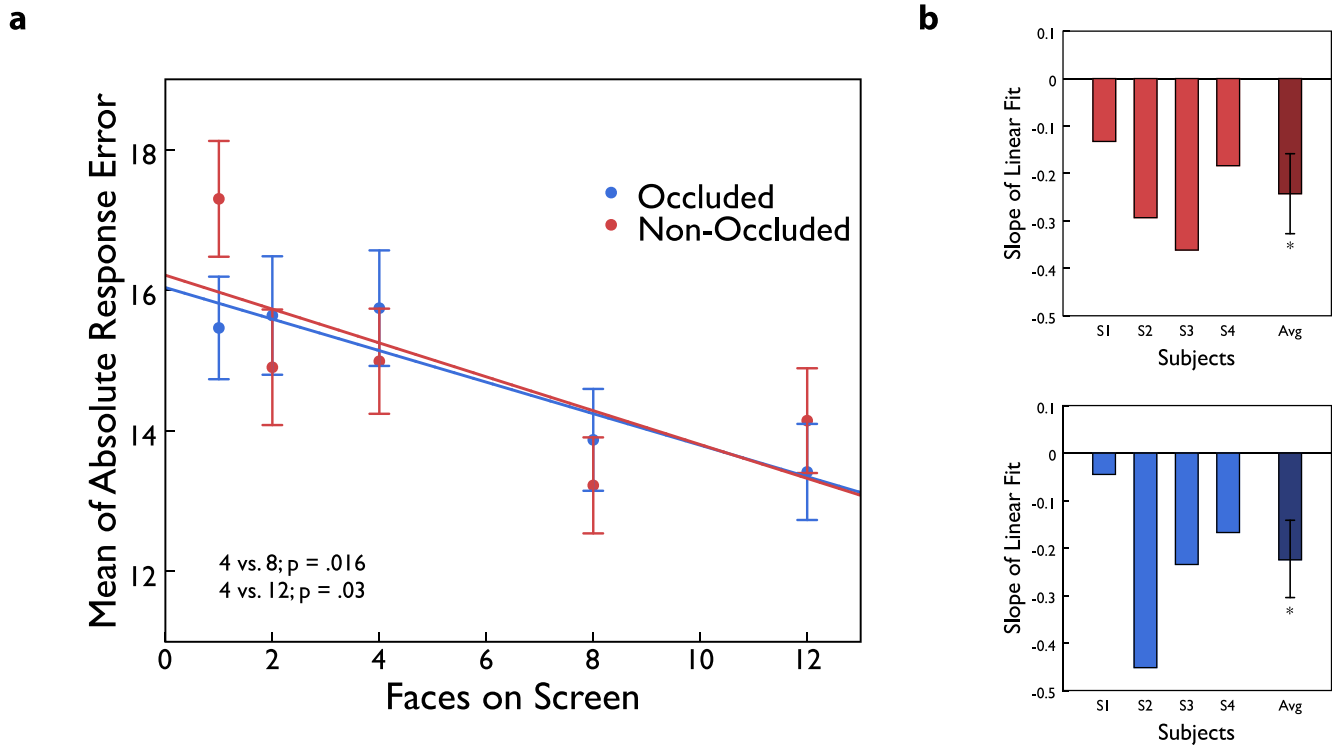 a
Mean of Absolute Response Error
18
16
14
12
Occluded
Non-Occluded
4 vs. 8; p = .016
4 vs. 12; p = .03
0 2 4 6 8 10 12
Faces on Screen
b
Slope of Linear Fit
0.1
0
-0.1
-0.2
-0.3
-0.4
-0.5
*
S1 S2 S3 S4 Avg
Subjects
Slope of Linear Fit
0.1
0
-0.1
-0.2
-0.3
-0.4
-0.5
*
S1 S2 S3 S4 Avg
Subjects